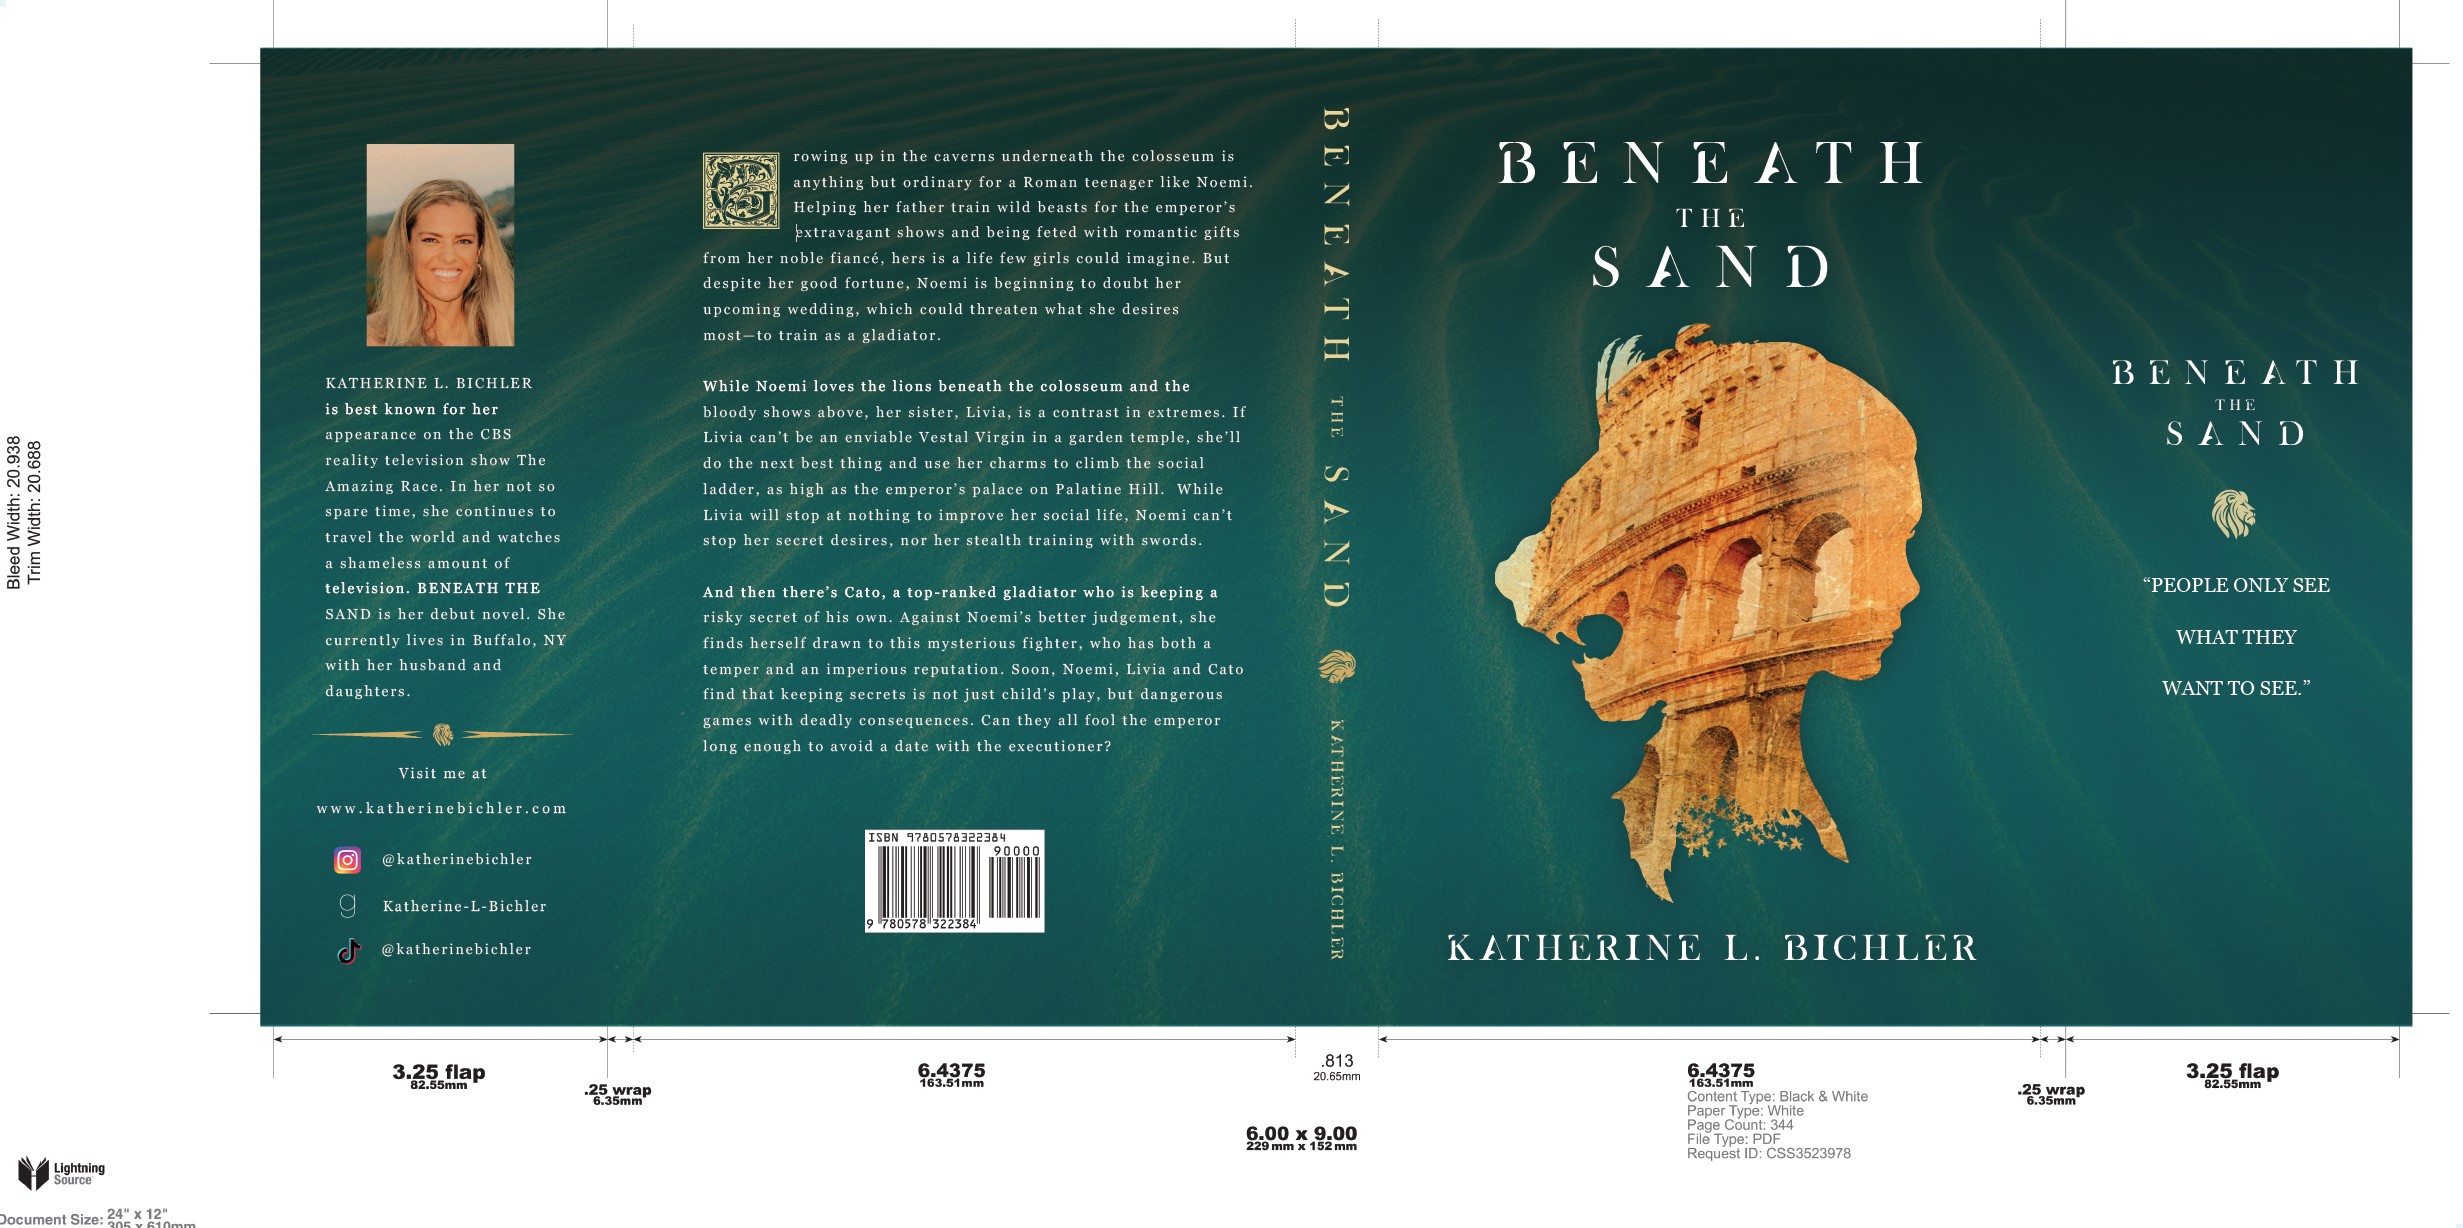 KATHERINE L. BICHLER
is best known for her
appearance on the CBS
reality television show The
Amazing Race. In her not so
spare time, she continues to
travel the world and watches
a shameless amount of
television. BENEATH THE
SAND is her debut novel. She
currently lives in Buffalo, NY
with her husband and
daughters.
Visit me at
www.katherinebichler.com
@katherinebichler
g Katherine-L-Bichler
@katherinebichler
G rowing up in the caverns underneath the colosseum is
anything but ordinary for a Roman teenager like Noemi.
Helping her father train wild beasts for the emperor’s
extravagant shows and being feted with romantic gifts
from her noble fiancé, hers is a life few girls could imagine. But
despite her good fortune, Noemi is beginning to doubt her
upcoming wedding, which could threaten what she desires
most—to train as a gladiator.
While Noemi loves the lions beneath the colosseum and the
bloody shows above, her sister, Livia, is a contrast in extremes. If
Livia can’t be an enviable Vestal Virgin in a garden temple, she’ll
do the next best thing and use her charms to climb the social
ladder, as high as the emperor’s palace on Palatine Hill.  While
Livia will stop at nothing to improve her social life, Noemi can’t
stop her secret desires, nor her stealth training with swords.
And then there’s Cato, a top-ranked gladiator who is keeping a
risky secret of his own. Against Noemi’s better judgement, she
finds herself drawn to this mysterious fighter, who has both a
temper and an imperious reputation. Soon, Noemi, Livia and Cato
find that keeping secrets is not just child’s play, but dangerous
games with deadly consequences. Can they all fool the emperor
long enough to avoid a date with the executioner?
ISBN 9780578322384
90000
9 780578 322384
BENEATH THE SAND KATHERINE L. BICHLER
BENEATH
THE
SAND
KATHERINE L. BICHLER
BENEATH
THE
SAND
“PEOPLE ONLY SEE
WHAT THEY
WANT TO SEE.”
Bleed Width: 20.938
Trim Width: 20.688
3.25 flap
82.55mm
.25 wrap
6.35mm
6.4375
163.51mm
.813
20.65mm
6.4375
163.51mm
.25 wrap
6.35mm
3.25 flap
82.55mm
Content Type: Black & White
Paper Type: White
Page Count: 344
File Type: PDF
Request ID: CSS3523978
6.00 x 9.00
229mm x 152mm
Lightning
Source
Document Size: 24" x 12"
305 x 610mm